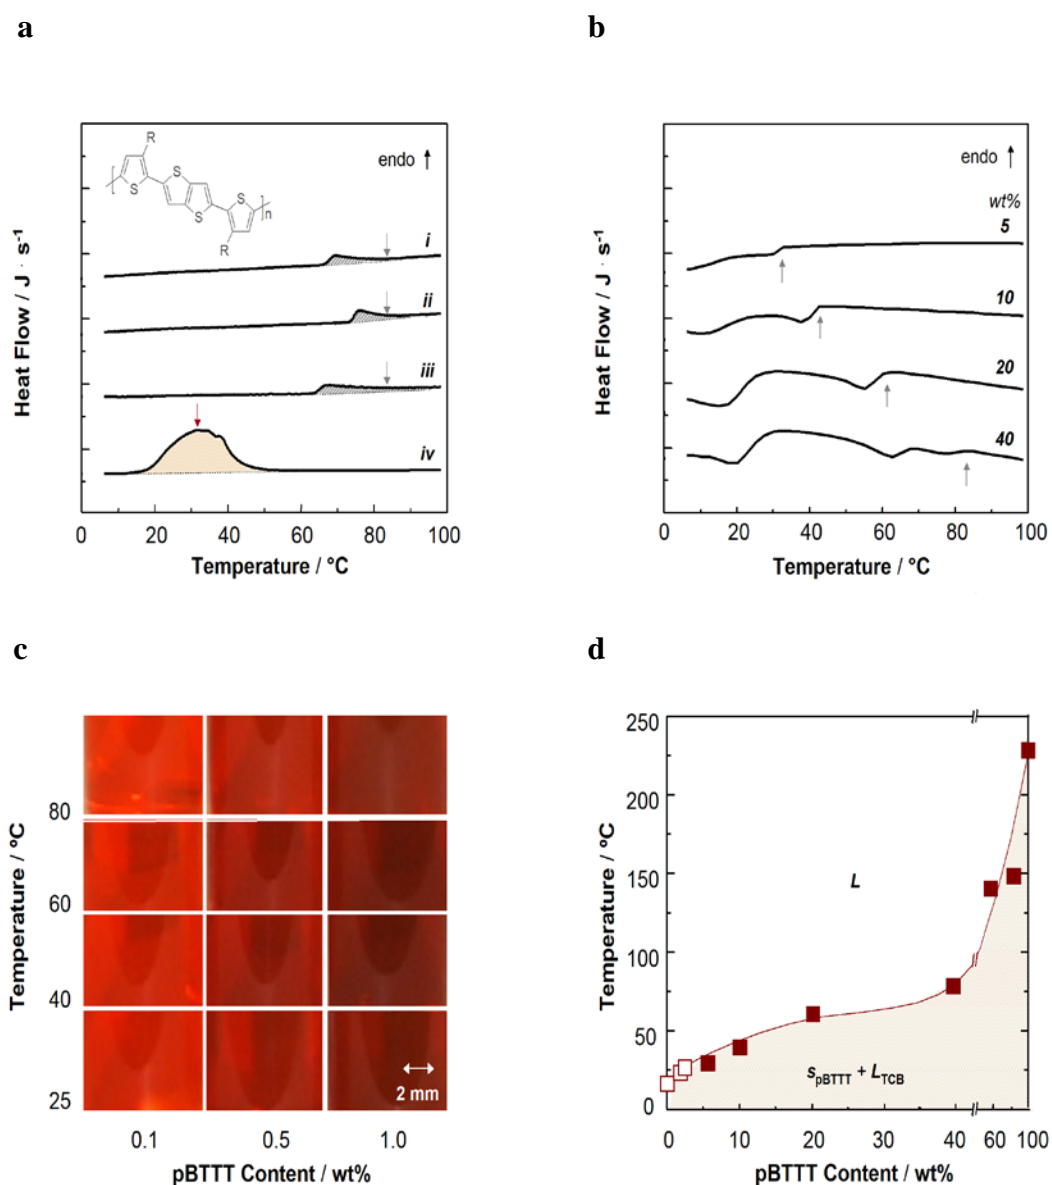 a
b
endo ↑
R
S
S
S
S
n
R
i
ii
iii
iv
Heat Flow / J · s⁻¹
0 20 40 60 80 100
Temperature / °C
endo ↑
wt%
5
10
20
40
Heat Flow / J · s⁻¹
0 20 40 60 80 100
Temperature / °C
c
d
Temperature / ºC
80
60
40
25
2 mm
0.1 0.5 1.0
pBTTT Content / wt%
Temperature / °C
250
200
150
100
50
0
L
s_pBTTT + L_TCB
0 10 20 30 40 60 100
pBTTT Content / wt%